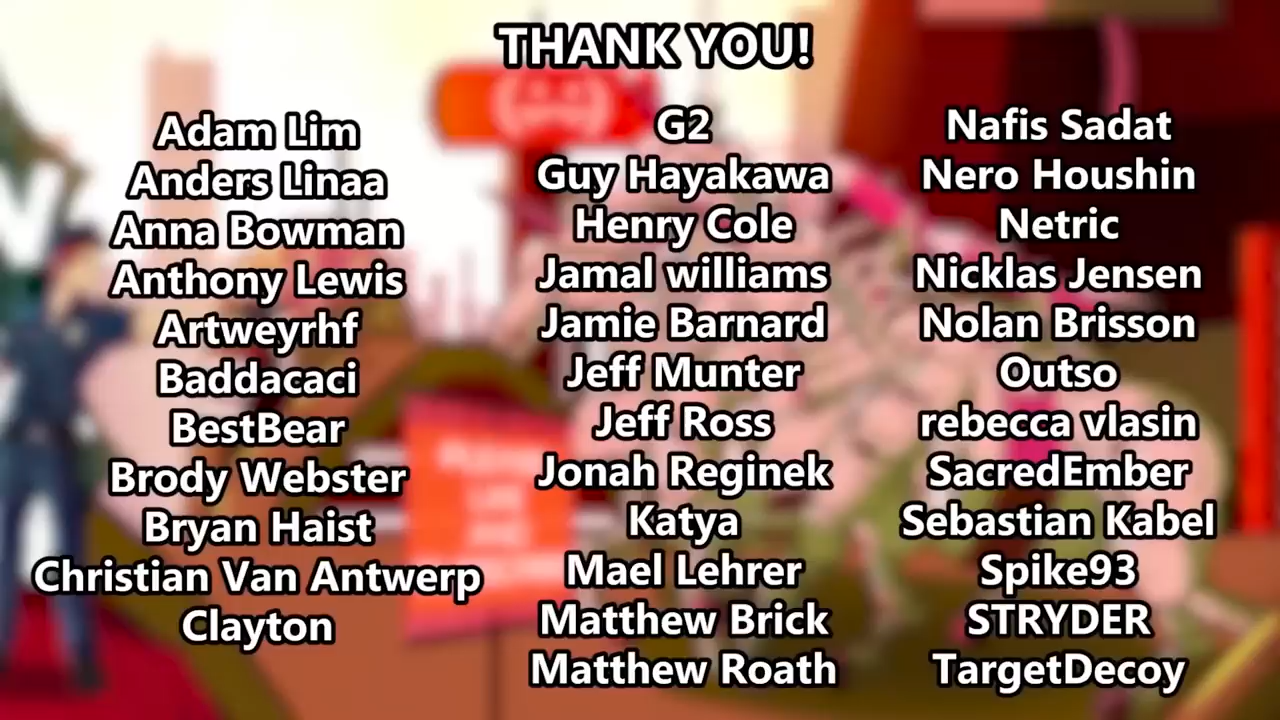 THANK YOU!
Adam Lim
Anders Linaa
Anna Bowman
Anthony Lewis
Artweyrhf
Baddacaci
BestBear
Brody Webster
Bryan Haist
Christian Van Antwerp
Clayton
G2
Guy Hayakawa
Henry Cole
Jamal williams
Jamie Barnard
Jeff Munter
Jeff Ross
Jonah Reginek
Katya
Mael Lehrer
Matthew Brick
Matthew Roath
Nafis Sadat
Nero Houshin
Netric
Nicklas Jensen
Nolan Brisson
Outso
rebecca vlasin
SacredEmber
Sebastian Kabel
Spike93
STRYDER
TargetDecoy